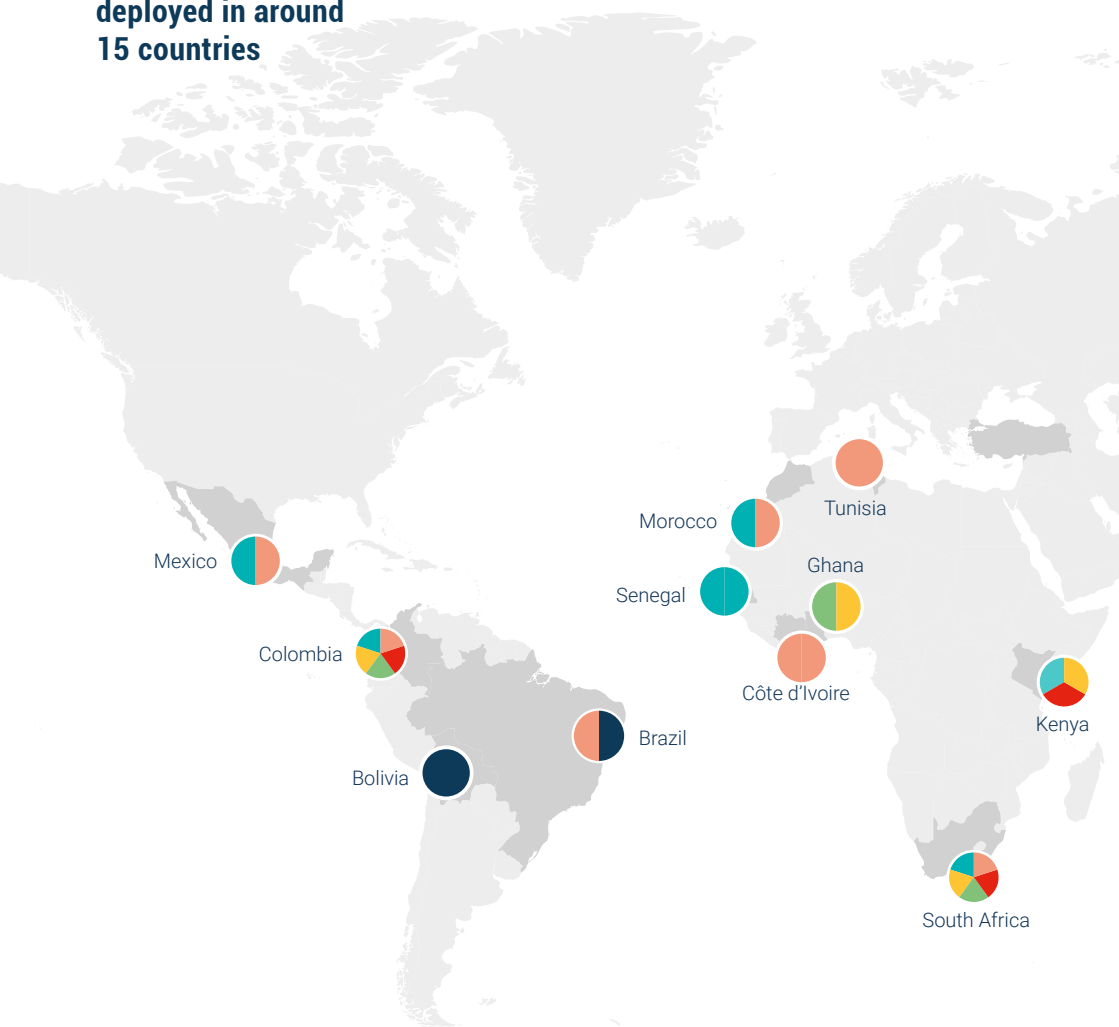 deployed in around
15 countries
Tunisia
Morocco
Mexico
Ghana
Senegal
Colombia
Côte d'Ivoire
Kenya
Brazil
Bolivia
South Africa